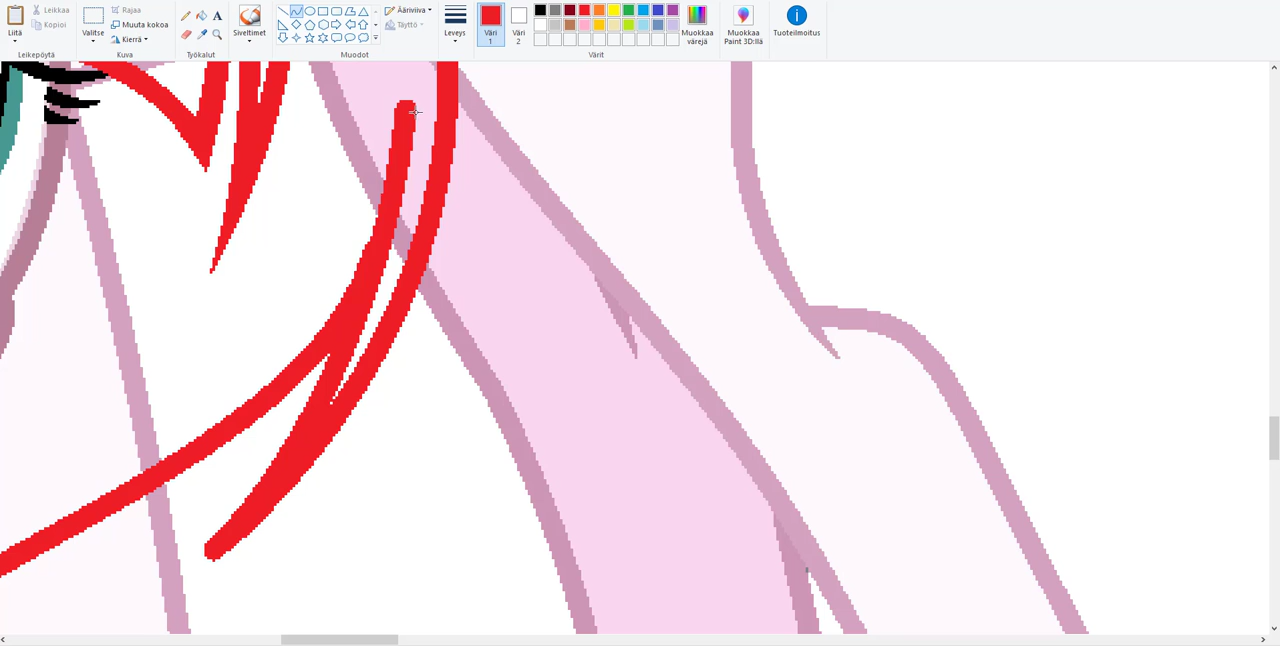 Liitä
Leikkaa
Kopioi
Leikepöytä
Valitse
Rajaa
Muuta kokoa
Kierrä
Kuva
A
Työkalut
Siveltimet
Ääriviiva
Täyttö
Muodot
Leveys
Väri
1
Väri
2
Värit
Muokkaa
värejä
Muokkaa
Paint 3D:llä
Tuoteilmoitus